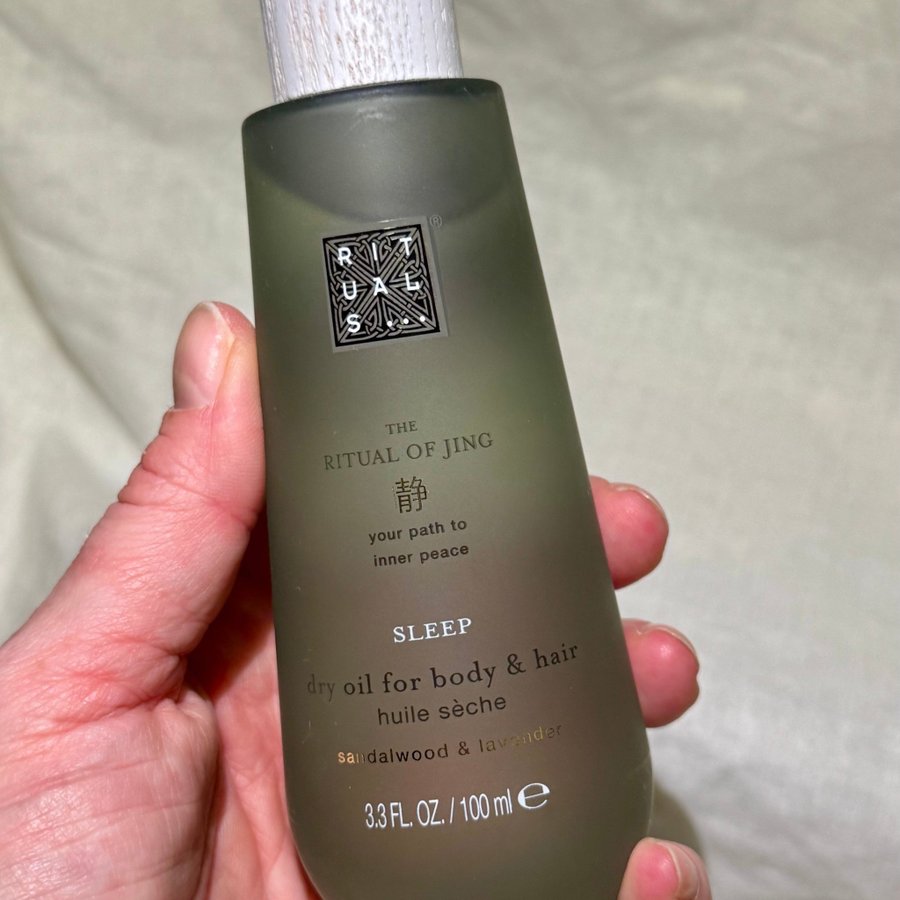 RIT
UAL
S...
®
THE
RITUAL OF JING
静
your path to
inner peace
SLEEP
dry oil for body & hair
huile sèche
sandalwood & lavender
3.3 FL. OZ. / 100 ml ℮